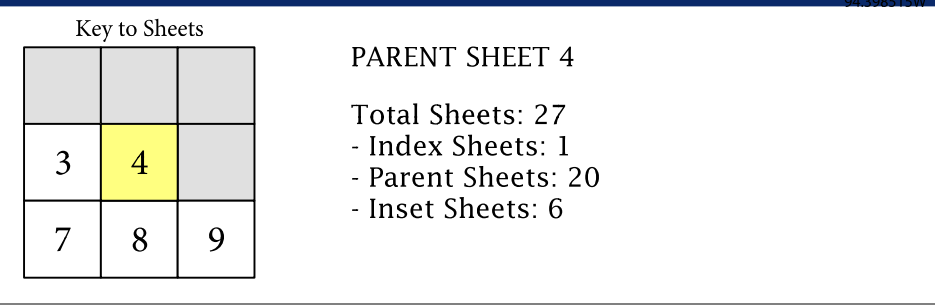 Key to Sheets
3 4
7 8 9
PARENT SHEET 4
Total Sheets: 27
- Index Sheets: 1
- Parent Sheets: 20
- Inset Sheets: 6